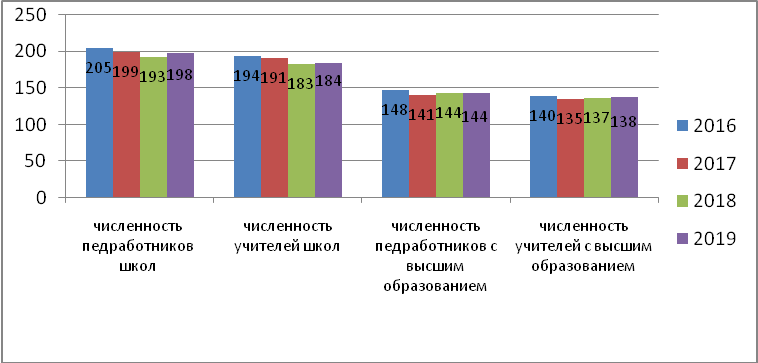 250
200
150
100
50
0
205 199 193 198
194 191 183 184
148 141 144 144
140 135 137 138
численность
педработников
школ
численность
учителей школ
численность
педработников с
высшим
образованием
численность
учителей с высшим
образованием
2016
2017
2018
2019